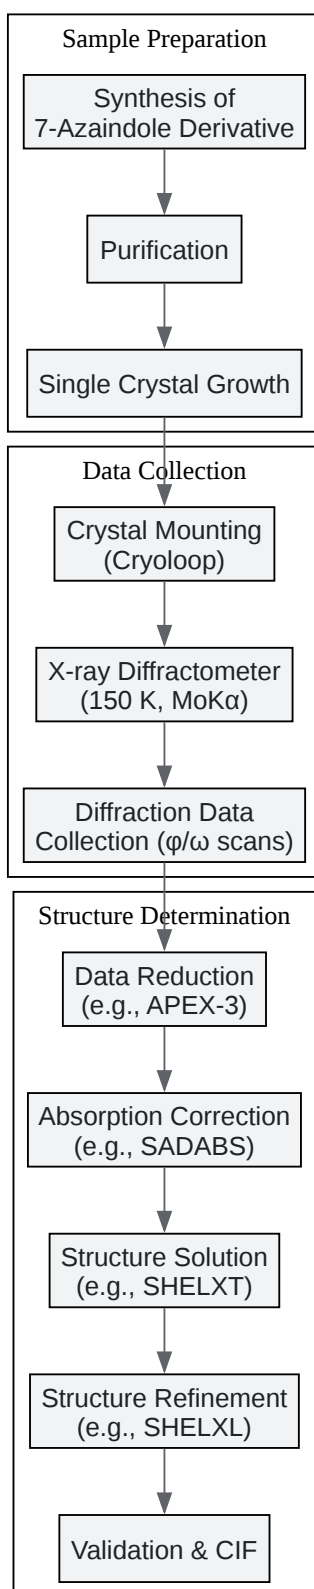 Sample Preparation
Synthesis of
7-Azaindole Derivative
Purification
Single Crystal Growth
Data Collection
Crystal Mounting
(Cryoloop)
X-ray Diffractometer
(150 K, MoKα)
Diffraction Data
Collection (φ/ω scans)
Structure Determination
Data Reduction
(e.g., APEX-3)
Absorption Correction
(e.g., SADABS)
Structure Solution
(e.g., SHELXT)
Structure Refinement
(e.g., SHELXL)
Validation & CIF